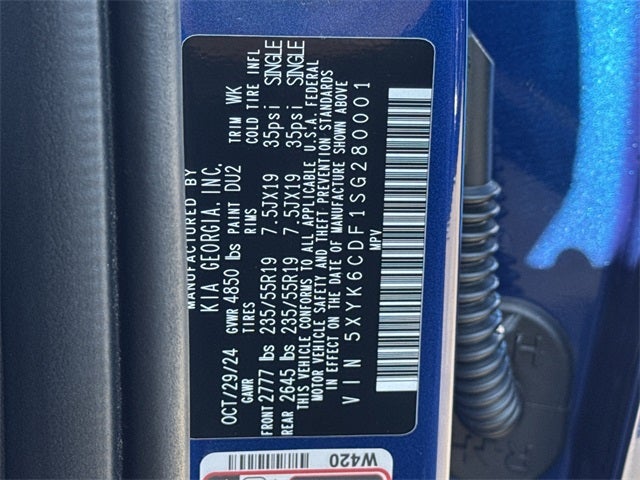 MANUFACTURED BY
KIA GEORGIA, INC.
OCT/29/24 GVWR 4850 lbs PAINT DU2 TRIM WK
GAWR TIRES RIMS COLD TIRE INFL
FRONT 2777 lbs 235/55R19 7.5JX19 35psi SINGLE
REAR 2645 lbs 235/55R19 7.5JX19 35psi SINGLE
THIS VEHICLE CONFORMS TO ALL APPLICABLE U.S.A. FEDERAL
MOTOR VEHICLE SAFETY AND THEFT PREVENTION STANDARDS
IN EFFECT ON THE DATE OF MANUFACTURE SHOWN ABOVE
VIN 5XYK6CDF1SG280001
MPV
W420